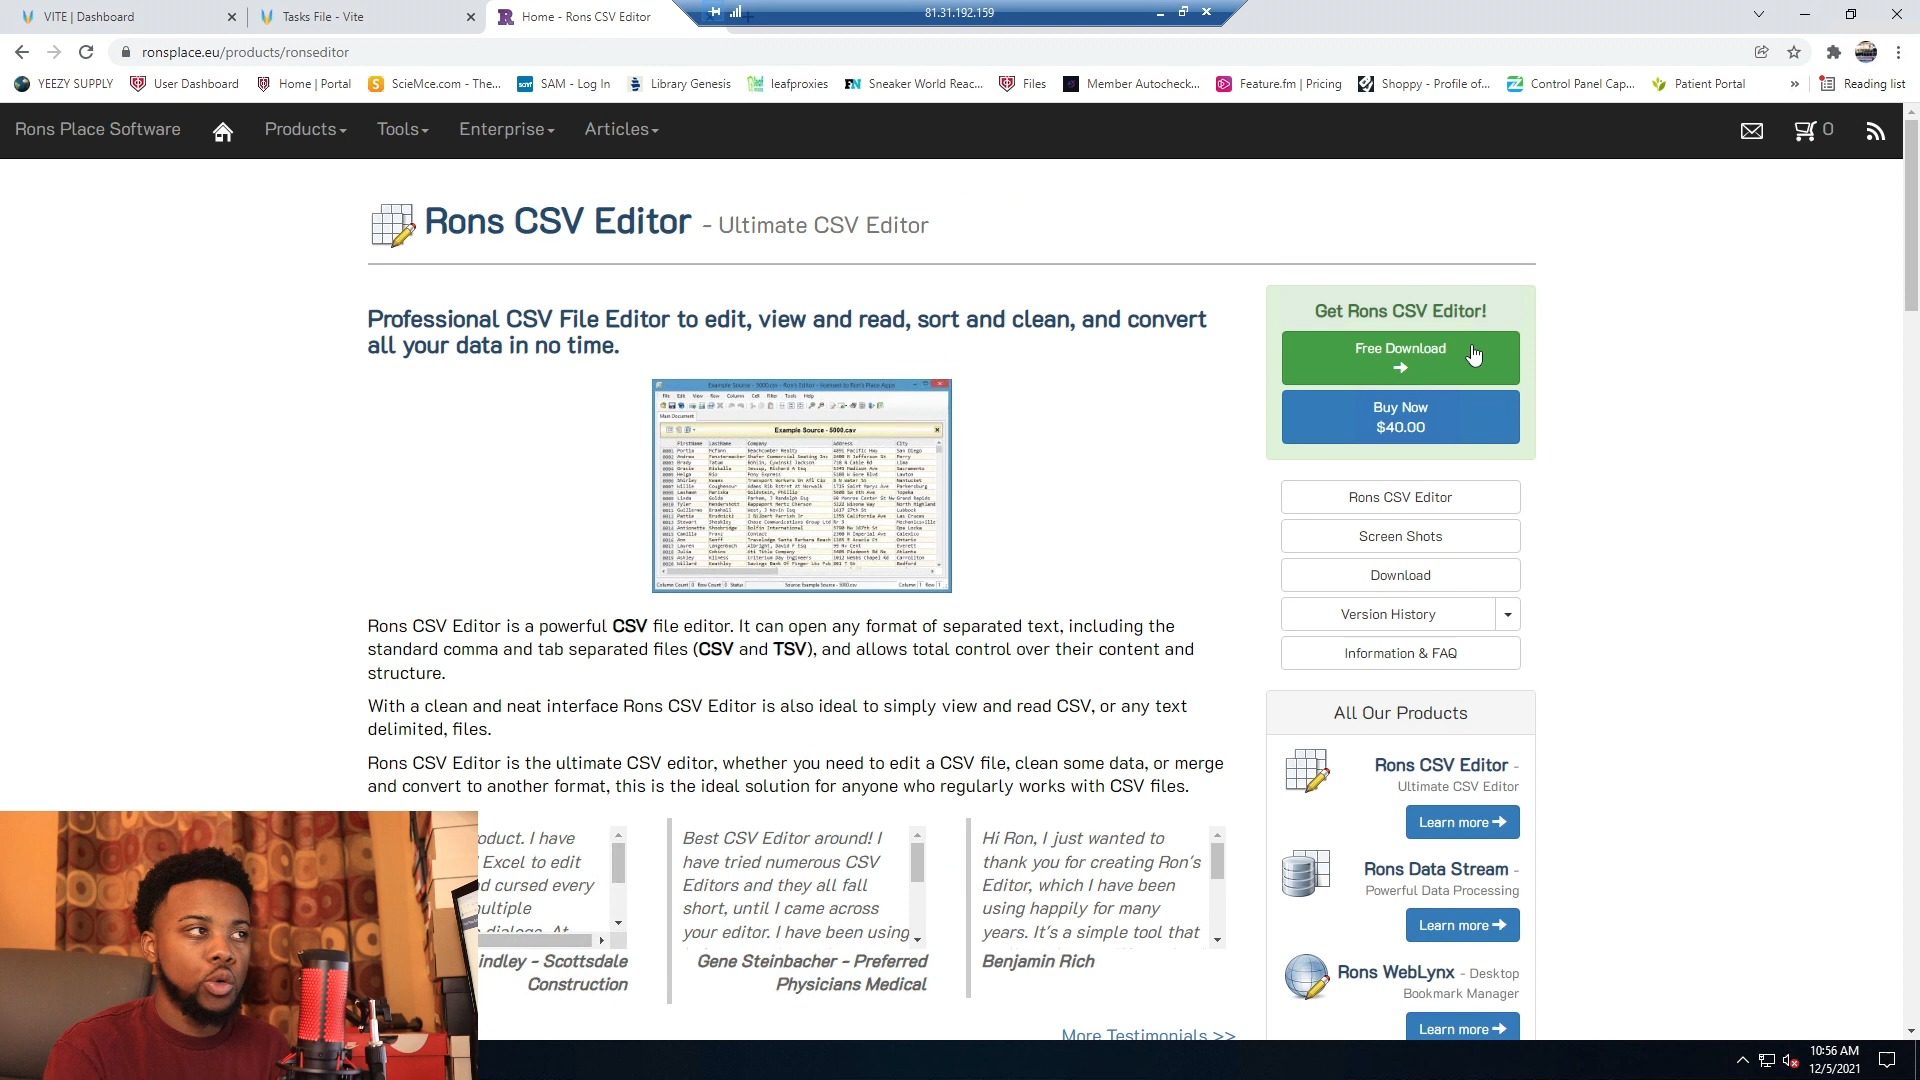 VITE | Dashboard
Tasks File - Vite
Home - Rons CSV Editor
81.31.192.159
ronsplace.eu/products/ronseditor
YEEZY SUPPLY
User Dashboard
Home | Portal
ScieMce.com - The...
SAM - Log In
Library Genesis
leafproxies
Sneaker World Reac...
Files
Member Autocheck...
Feature.fm | Pricing
Shoppy - Profile of...
Control Panel Cap...
Patient Portal
»
Reading list
Rons Place Software
Products
Tools
Enterprise
Articles
0
Rons CSV Editor - Ultimate CSV Editor
Professional CSV File Editor to edit, view and read, sort and clean, and convert
all your data in no time.
Get Rons CSV Editor!
Free Download
Buy Now
$40.00
Rons CSV Editor
Screen Shots
Download
Version History
Information & FAQ
Example Source - 5000.csv
Rons CSV Editor is a powerful CSV file editor. It can open any format of separated text, including the
standard comma and tab separated files (CSV and TSV), and allows total control over their content and
structure.
With a clean and neat interface Rons CSV Editor is also ideal to simply view and read CSV, or any text
delimited, files.
Rons CSV Editor is the ultimate CSV editor, whether you need to edit a CSV file, clean some data, or merge
and convert to another format, this is the ideal solution for anyone who regularly works with CSV files.
All Our Products
Rons CSV Editor -
Ultimate CSV Editor
Learn more
Rons Data Stream -
Powerful Data Processing
Learn more
Rons WebLynx - Desktop
Bookmark Manager
Learn more
oduct. I have
Excel to edit
d cursed every
ultiple
indley - Scottsdale
Construction
Best CSV Editor around! I
have tried numerous CSV
Editors and they all fall
short, until I came across
your editor. I have been using
Gene Steinbacher - Preferred
Physicians Medical
Hi Ron, I just wanted to
thank you for creating Ron's
Editor, which I have been
using happily for many
years. It's a simple tool that
Benjamin Rich
More Testimonials >>
10:56 AM
12/5/2021